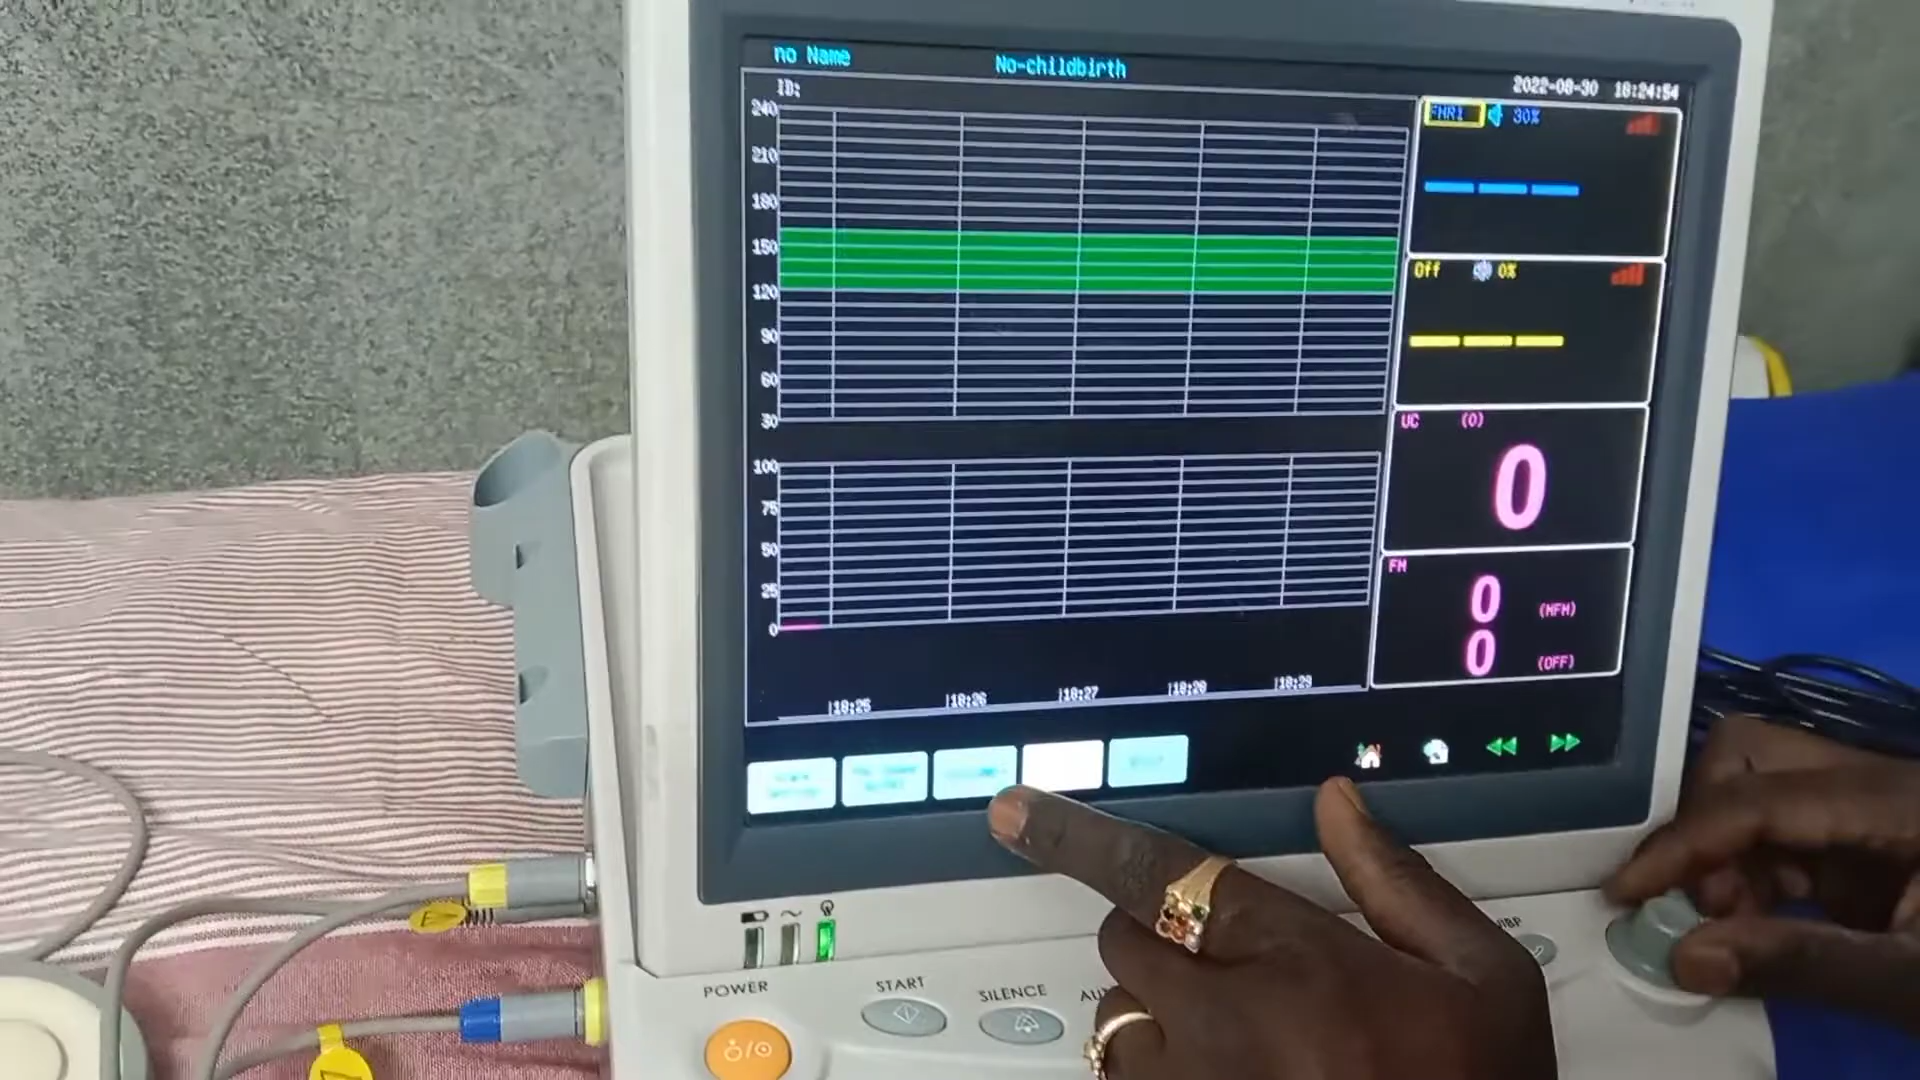 no Name
No-childbirth
2022-08-30 18:24:54
ID:
240
210
180
150
120
90
60
30
100
75
50
25
0
18:25
18:26
18:27
18:28
18:29
FHR1 30%
Off 0%
UC (0)
0
FM
0 (MFM)
0 (OFF)
POWER
START
SILENCE